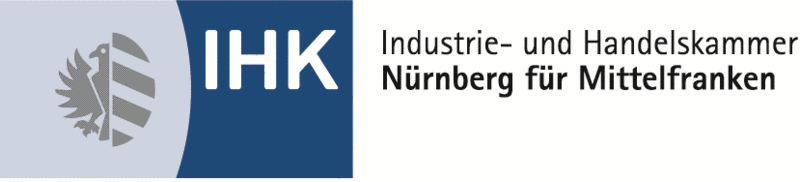 IHK
Industrie- und Handelskammer
Nürnberg für Mittelfranken